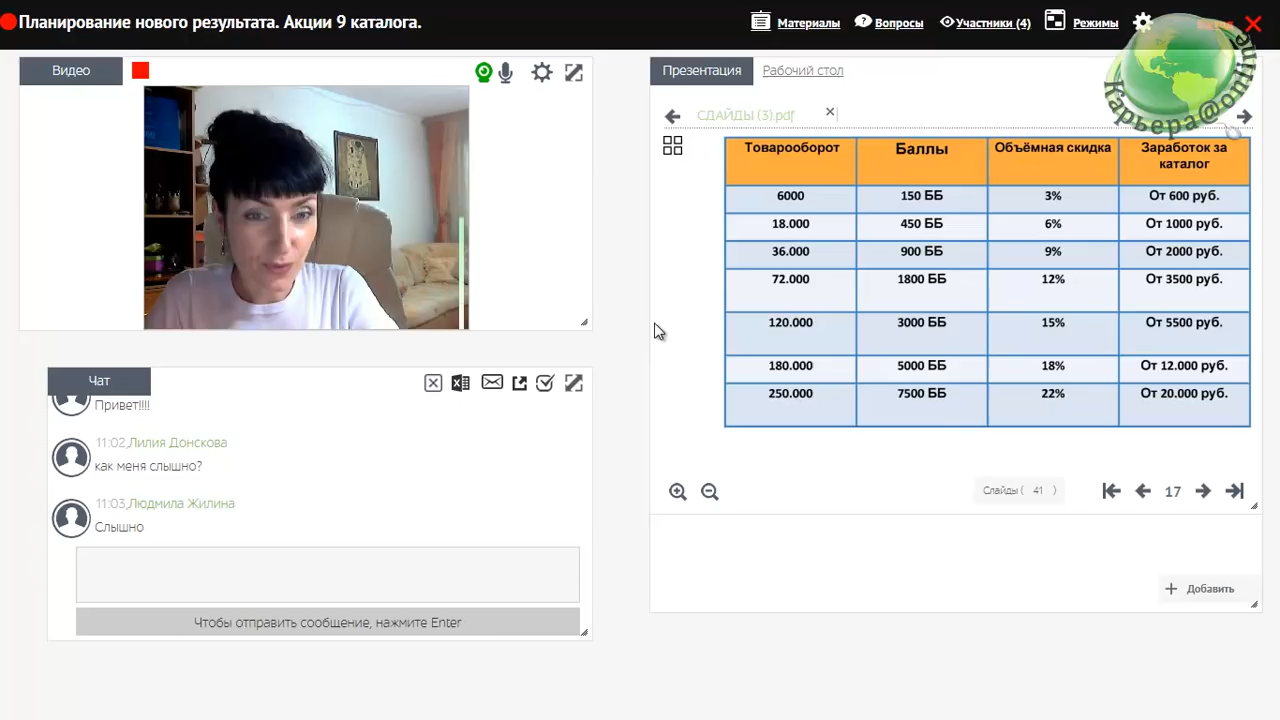 Планирование нового результата. Акции 9 каталога.
Материалы
Вопросы
Участники (4)
Режимы
Карьера@online
Видео
Презентация
Рабочий стол
СДАЙДЫ (3).pdf
Товарооборот Баллы Объёмная скидка Заработок за
каталог
6000 150 ББ 3% От 600 руб.
18.000 450 ББ 6% От 1000 руб.
36.000 900 ББ 9% От 2000 руб.
72.000 1800 ББ 12% От 3500 руб.
120.000 3000 ББ 15% От 5500 руб.
180.000 5000 ББ 18% От 12.000 руб.
250.000 7500 ББ 22% От 20.000 руб.
Слайды ( 41 )
17
Добавить
Чат
Привет!!!!
11:02,Лилия Донскова
как меня слышно?
11:03,Людмила Жилина
Слышно
Чтобы отправить сообщение, нажмите Enter